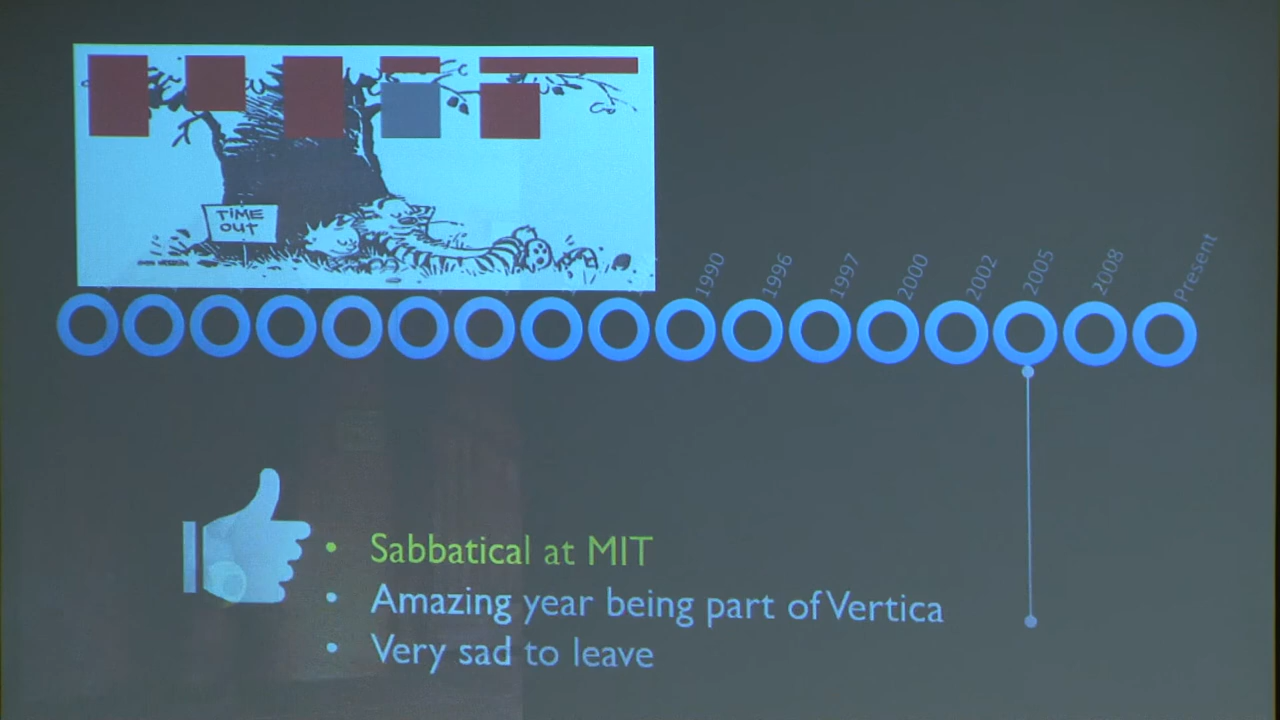 TIME
OUT
1990
1996
1997
2000
2002
2005
2008
Present
• Sabbatical at MIT
• Amazing year being part of Vertica
• Very sad to leave